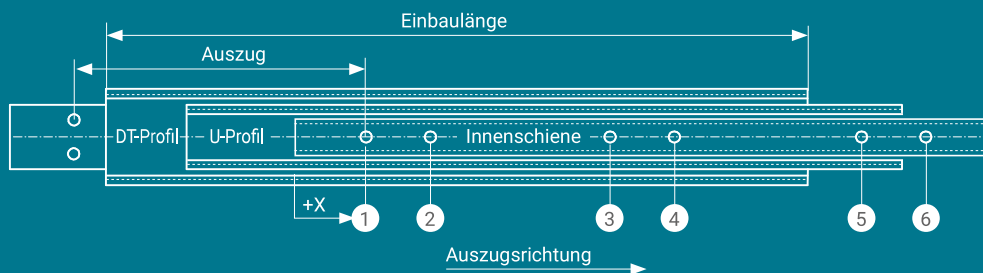 Einbaulänge
Auszug
DT-Profil U-Profil Innenschiene
+X 1 2 3 4 5 6
Auszugsrichtung